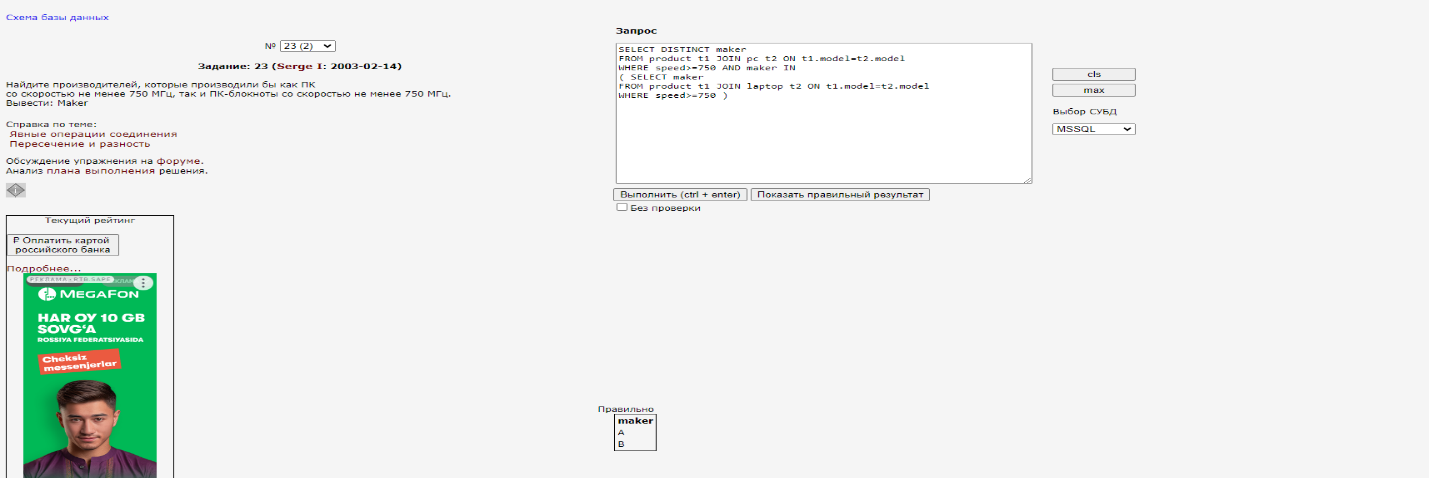 Схема базы данных
№ 23 (2)
Задание: 23 (Serge I: 2003-02-14)
Найдите производителей, которые производили бы как ПК
со скоростью не менее 750 МГц, так и ПК-блокноты со скоростью не менее 750 МГц.
Вывести: Maker
Справка по теме:
Явные операции соединения
Пересечение и разность
Обсуждение упражнения на форуме.
Анализ плана выполнения решения.
Текущий рейтинг
₽ Оплатить картой
российского банка
Подробнее...
MEGAFON
HAR OY 10 GB
SOVG‘A
ROSSIYA FEDERATSIYASIDA
Cheksiz
messenjerlar
Запрос
SELECT DISTINCT maker
FROM product t1 JOIN pc t2 ON t1.model=t2.model
WHERE speed>=750 AND maker IN
( SELECT maker
FROM product t1 JOIN laptop t2 ON t1.model=t2.model
WHERE speed>=750 )
Выполнить (ctrl + enter) Показать правильный результат
Без проверки
cls
max
Выбор СУБД
MSSQL
Правильно
maker
A
B